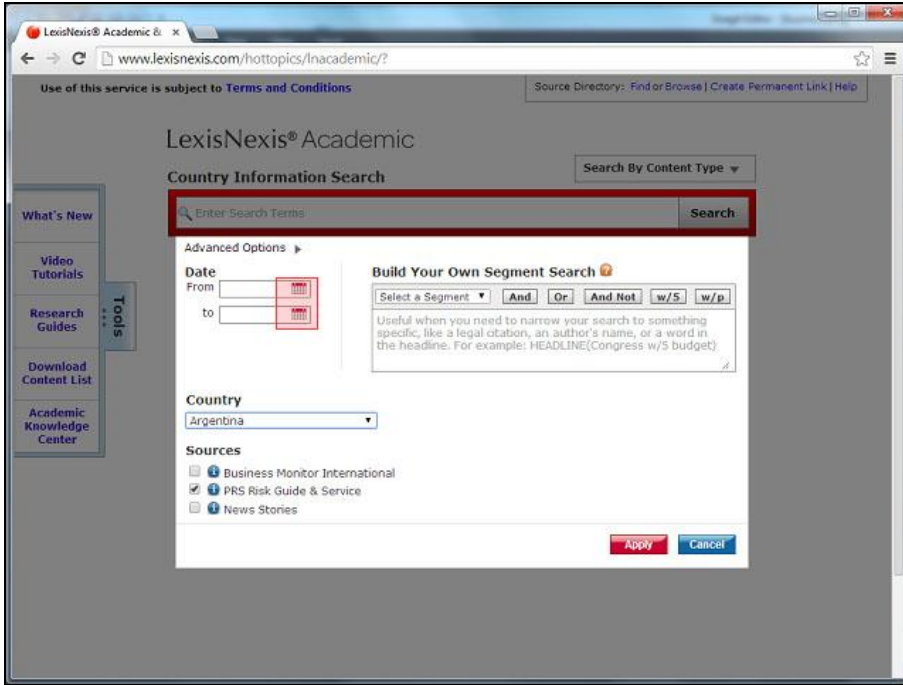 LexisNexis® Academic &
www.lexisnexis.com/hottopics/lnacademic/?
Use of this service is subject to Terms and Conditions
Source Directory: Find or Browse | Create Permanent Link | Help
LexisNexis® Academic
Search By Content Type
Country Information Search
Enter Search Terms
Search
What's New
Video
Tutorials
Research
Guides
Download
Content List
Academic
Knowledge
Center
Tools
Advanced Options
Date
From
to
Build Your Own Segment Search
Select a Segment And Or And Not w/5 w/p
Useful when you need to narrow your search to something
specific, like a legal citation, an author's name, or a word in
the headline. For example: HEADLINE(Congress w/5 budget)
Country
Argentina
Sources
Business Monitor International
PRS Risk Guide & Service
News Stories
Apply Cancel